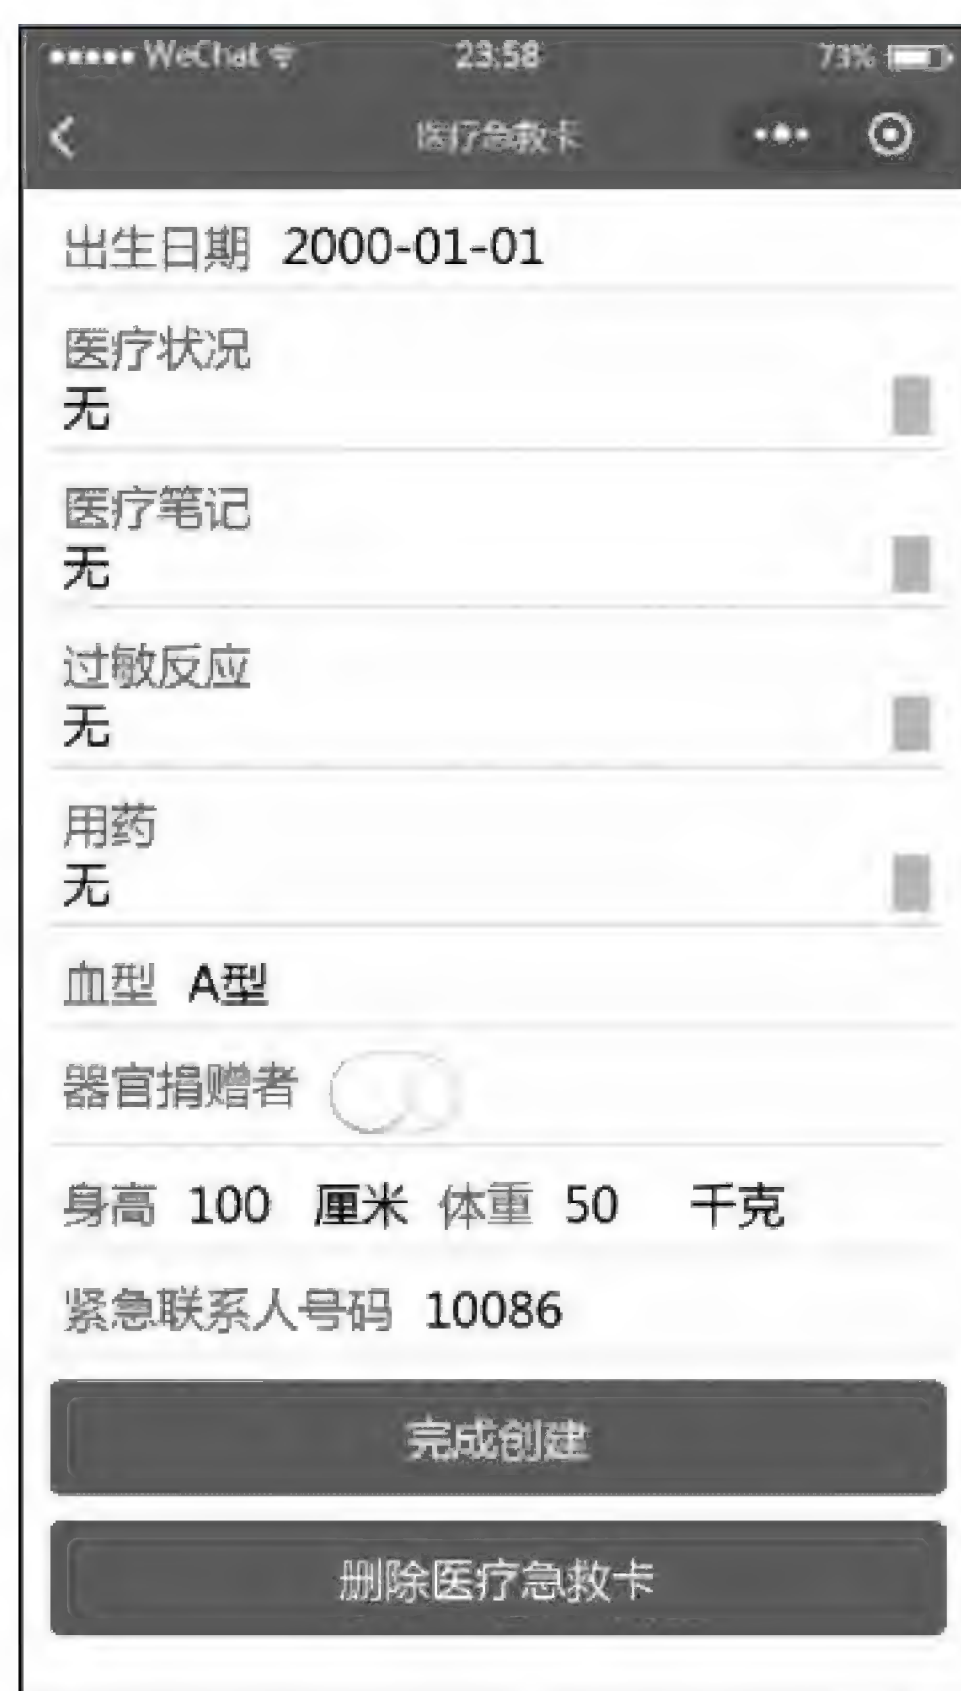 WeChat 23:58 73%
医疗急救卡
出生日期 2000-01-01
医疗状况
无
医疗笔记
无
过敏反应
无
用药
无
血型 A型
器官捐赠者
身高 100 厘米 体重 50 千克
紧急联系人号码 10086
完成创建
删除医疗急救卡